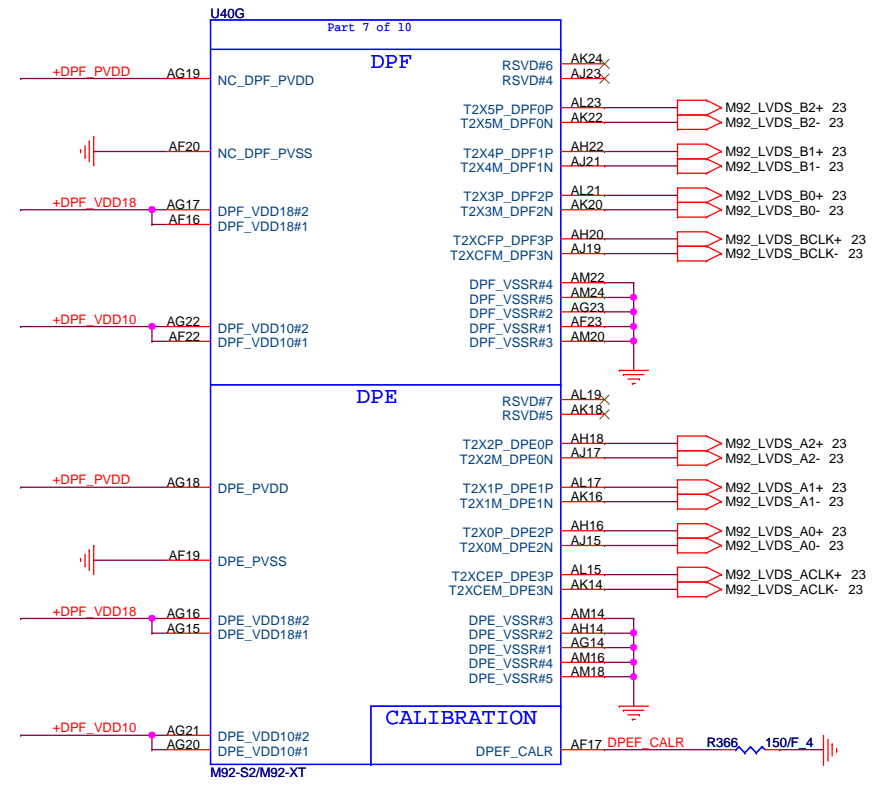 U40G
Part 7 of 10
DPF
+DPF_PVDD AG19 NC_DPF_PVDD
RSVD#6 AK24
RSVD#4 AJ23
T2X5P_DPF0P AL23 M92_LVDS_B2+ 23
T2X5M_DPF0N AK22 M92_LVDS_B2- 23
AF20 NC_DPF_PVSS
T2X4P_DPF1P AH22 M92_LVDS_B1+ 23
T2X4M_DPF1N AJ21 M92_LVDS_B1- 23
+DPF_VDD18 AG17 DPF_VDD18#2
AF16 DPF_VDD18#1
T2X3P_DPF2P AL21 M92_LVDS_B0+ 23
T2X3M_DPF2N AK20 M92_LVDS_B0- 23
T2XCFP_DPF3P AH20 M92_LVDS_BCLK+ 23
T2XCFM_DPF3N AJ19 M92_LVDS_BCLK- 23
DPF_VSSR#4 AM22
DPF_VSSR#5 AM24
DPF_VSSR#2 AG23
DPF_VSSR#1 AF23
DPF_VSSR#3 AM20
+DPF_VDD10 AG22 DPF_VDD10#2
AF22 DPF_VDD10#1
DPE
RSVD#7 AL19
RSVD#5 AK18
T2X2P_DPE0P AH18 M92_LVDS_A2+ 23
T2X2M_DPE0N AJ17 M92_LVDS_A2- 23
+DPF_PVDD AG18 DPE_PVDD
T2X1P_DPE1P AL17 M92_LVDS_A1+ 23
T2X1M_DPE1N AK16 M92_LVDS_A1- 23
T2X0P_DPE2P AH16 M92_LVDS_A0+ 23
T2X0M_DPE2N AJ15 M92_LVDS_A0- 23
AF19 DPE_PVSS
T2XCEP_DPE3P AL15 M92_LVDS_ACLK+ 23
T2XCEM_DPE3N AK14 M92_LVDS_ACLK- 23
+DPF_VDD18 AG16 DPE_VDD18#2
AG15 DPE_VDD18#1
DPE_VSSR#3 AM14
DPE_VSSR#2 AH14
DPE_VSSR#1 AG14
DPE_VSSR#4 AM16
DPE_VSSR#5 AM18
+DPF_VDD10 AG21 DPE_VDD10#2
AG20 DPE_VDD10#1
CALIBRATION
DPEF_CALR AF17 DPEF_CALR R366 150/F_4
M92-S2/M92-XT